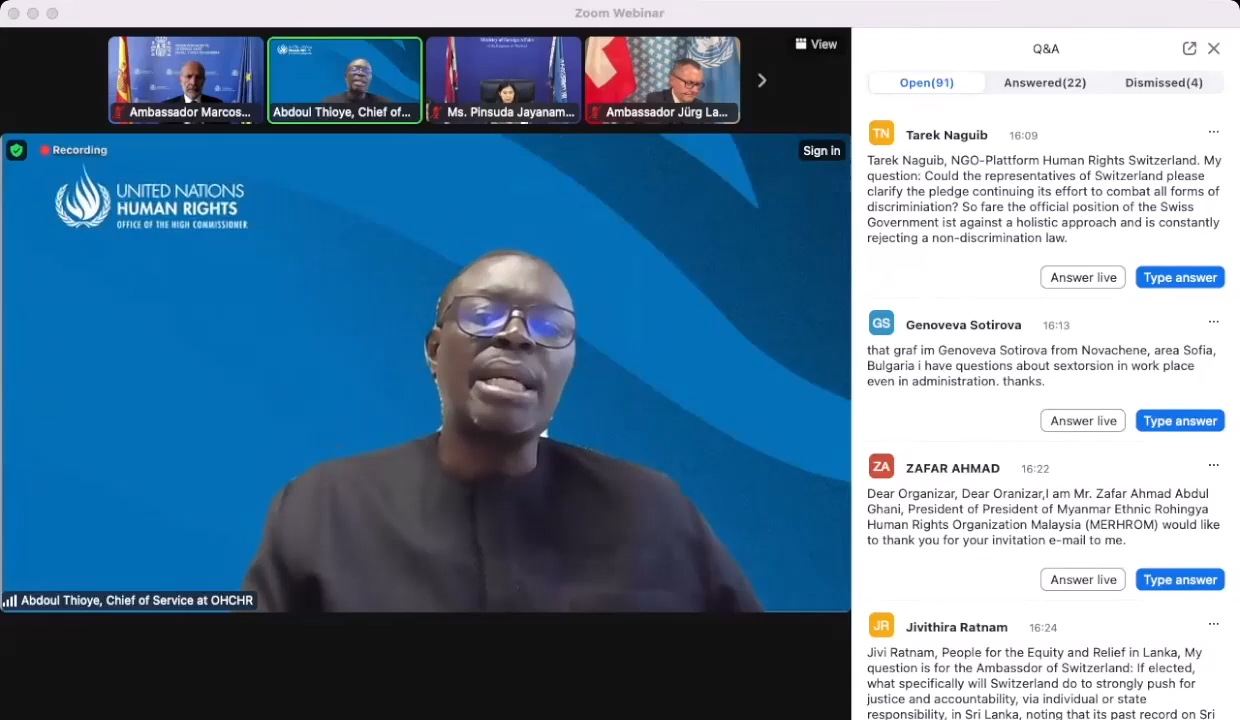 Zoom Webinar
Ambassador Marcos...
Abdoul Thioye, Chief of...
Ms. Pinsuda Jayanam...
Ambassador Jürg La...
View
Recording
Sign in
UNITED NATIONS
HUMAN RIGHTS
OFFICE OF THE HIGH COMMISSIONER
Abdoul Thioye, Chief of Service at OHCHR
Q&A
Open(91)
Answered(22)
Dismissed(4)
TN
Tarek Naguib
16:09
...
Tarek Naguib, NGO-Plattform Human Rights Switzerland. My
question: Could the representatives of Switzerland please
clarify the pledge continuing its effort to combat all forms of
discriminiation? So fare the official position of the Swiss
Government ist against a holistic approach and is constantly
rejecting a non-discrimination law.
Answer live
Type answer
GS
Genoveva Sotirova
16:13
...
that graf im Genoveva Sotirova from Novachene, area Sofia,
Bulgaria i have questions about sextorsion in work place
even in administration. thanks.
Answer live
Type answer
ZA
ZAFAR AHMAD
16:22
...
Dear Organizar, Dear Oranizar,I am Mr. Zafar Ahmad Abdul
Ghani, President of President of Myanmar Ethnic Rohingya
Human Rights Organization Malaysia (MERHROM) would like
to thank you for your invitation e-mail to me.
Answer live
Type answer
JR
Jivithira Ratnam
16:24
...
Jivi Ratnam, People for the Equity and Relief in Lanka, My
question is for the Ambassdor of Switzerland: If elected,
what specifically will Switzerland do to strongly push for
justice and accountability, via individual or state
responsibility, in Sri Lanka, noting that its past record on Sri